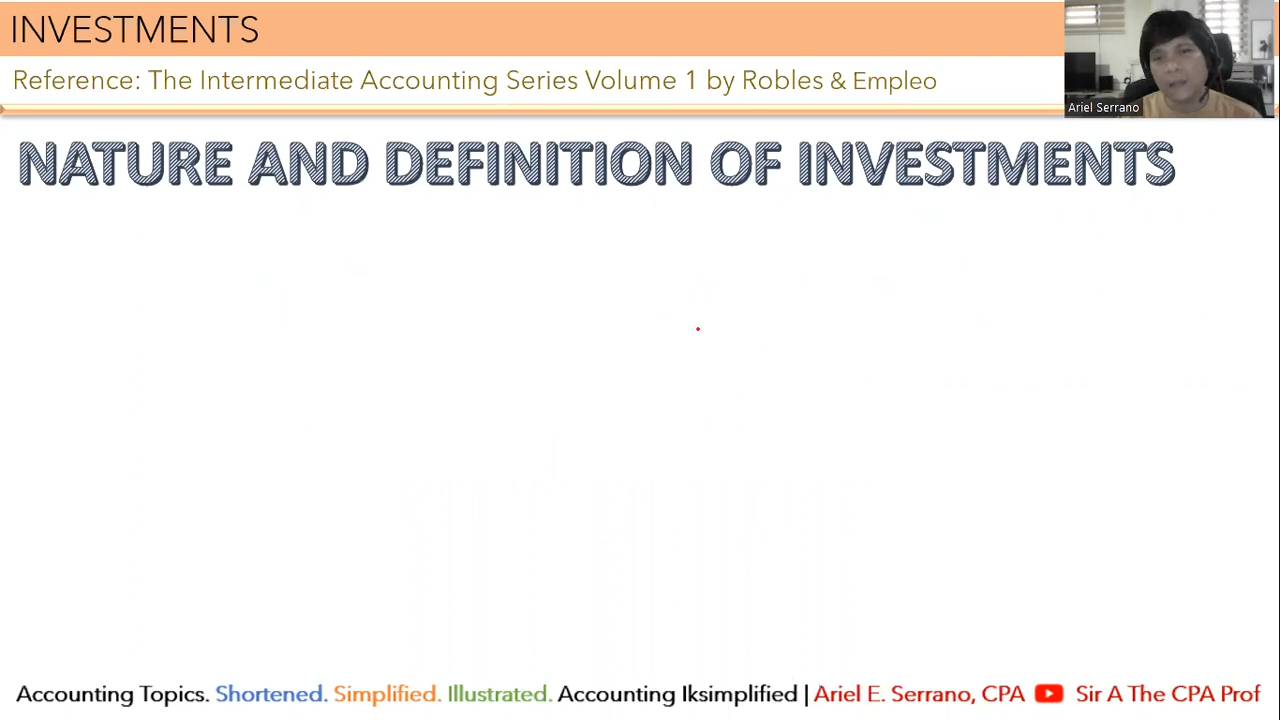 INVESTMENTS
Reference: The Intermediate Accounting Series Volume 1 by Robles & Empleo
Ariel Serrano
NATURE AND DEFINITION OF INVESTMENTS
Accounting Topics. Shortened. Simplified. Illustrated. Accounting Iksimplified | Ariel E. Serrano, CPA Sir A The CPA Prof